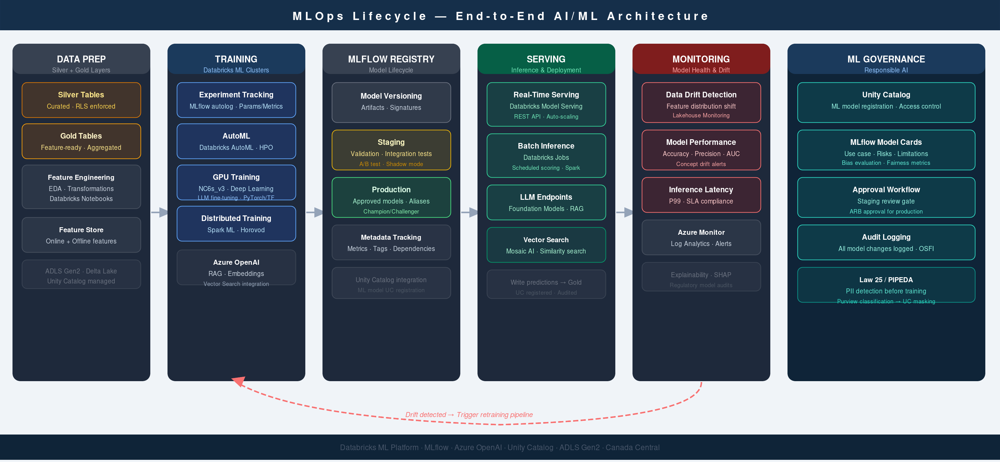 MLOps Lifecycle — End-to-End AI/ML Architecture
DATA PREP
Silver + Gold Layers
Silver Tables
Curated · RLS enforced
Gold Tables
Feature-ready · Aggregated
Feature Engineering
EDA · Transformations
Databricks Notebooks
Feature Store
Online + Offline features
ADLS Gen2 · Delta Lake
Unity Catalog managed
TRAINING
Databricks ML Clusters
Experiment Tracking
MLflow autolog · Params/Metrics
AutoML
Databricks AutoML · HPO
GPU Training
NC6s_v3 · Deep Learning
LLM fine-tuning · PyTorch/TF
Distributed Training
Spark ML · Horovod
Azure OpenAI
RAG · Embeddings
Vector Search integration
MLFLOW REGISTRY
Model Lifecycle
Model Versioning
Artifacts · Signatures
Staging
Validation · Integration tests
A/B test · Shadow mode
Production
Approved models · Aliases
Champion/Challenger
Metadata Tracking
Metrics · Tags · Dependencies
Unity Catalog integration
ML model UC registration
SERVING
Inference & Deployment
Real-Time Serving
Databricks Model Serving
REST API · Auto-scaling
Batch Inference
Databricks Jobs
Scheduled scoring · Spark
LLM Endpoints
Foundation Models · RAG
Vector Search
Mosaic AI · Similarity search
Write predictions → Gold
UC registered · Audited
MONITORING
Model Health & Drift
Data Drift Detection
Feature distribution shift
Lakehouse Monitoring
Model Performance
Accuracy · Precision · AUC
Concept drift alerts
Inference Latency
P99 · SLA compliance
Azure Monitor
Log Analytics · Alerts
Explainability · SHAP
Regulatory model audits
ML GOVERNANCE
Responsible AI
Unity Catalog
ML model registration · Access control
MLflow Model Cards
Use case · Risks · Limitations
Bias evaluation · Fairness metrics
Approval Workflow
Staging review gate
ARB approval for production
Audit Logging
All model changes logged · OSFI
Law 25 / PIPEDA
PII detection before training
Purview classification → UC masking
Drift detected → Trigger retraining pipeline
Databricks ML Platform · MLflow · Azure OpenAI · Unity Catalog · ADLS Gen2 · Canada Central